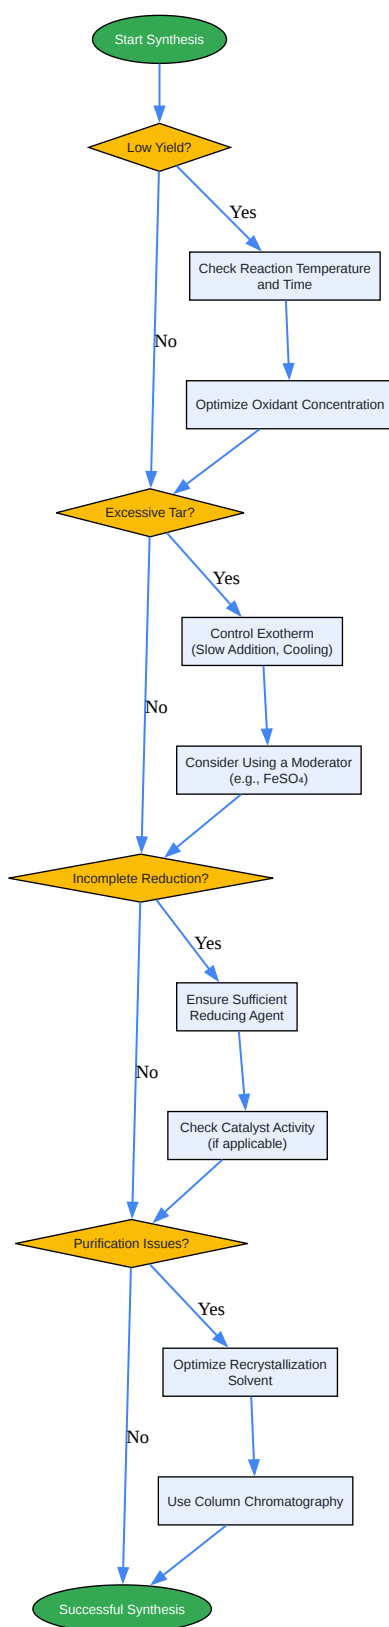 Start Synthesis
Low Yield?
Yes
Check Reaction Temperature
and Time
No
Optimize Oxidant Concentration
Excessive Tar?
Yes
Control Exotherm
(Slow Addition, Cooling)
No
Consider Using a Moderator
(e.g., FeSO₄)
Incomplete Reduction?
Yes
Ensure Sufficient
Reducing Agent
No
Check Catalyst Activity
(if applicable)
Purification Issues?
Yes
Optimize Recrystallization
Solvent
No
Use Column Chromatography
Successful Synthesis